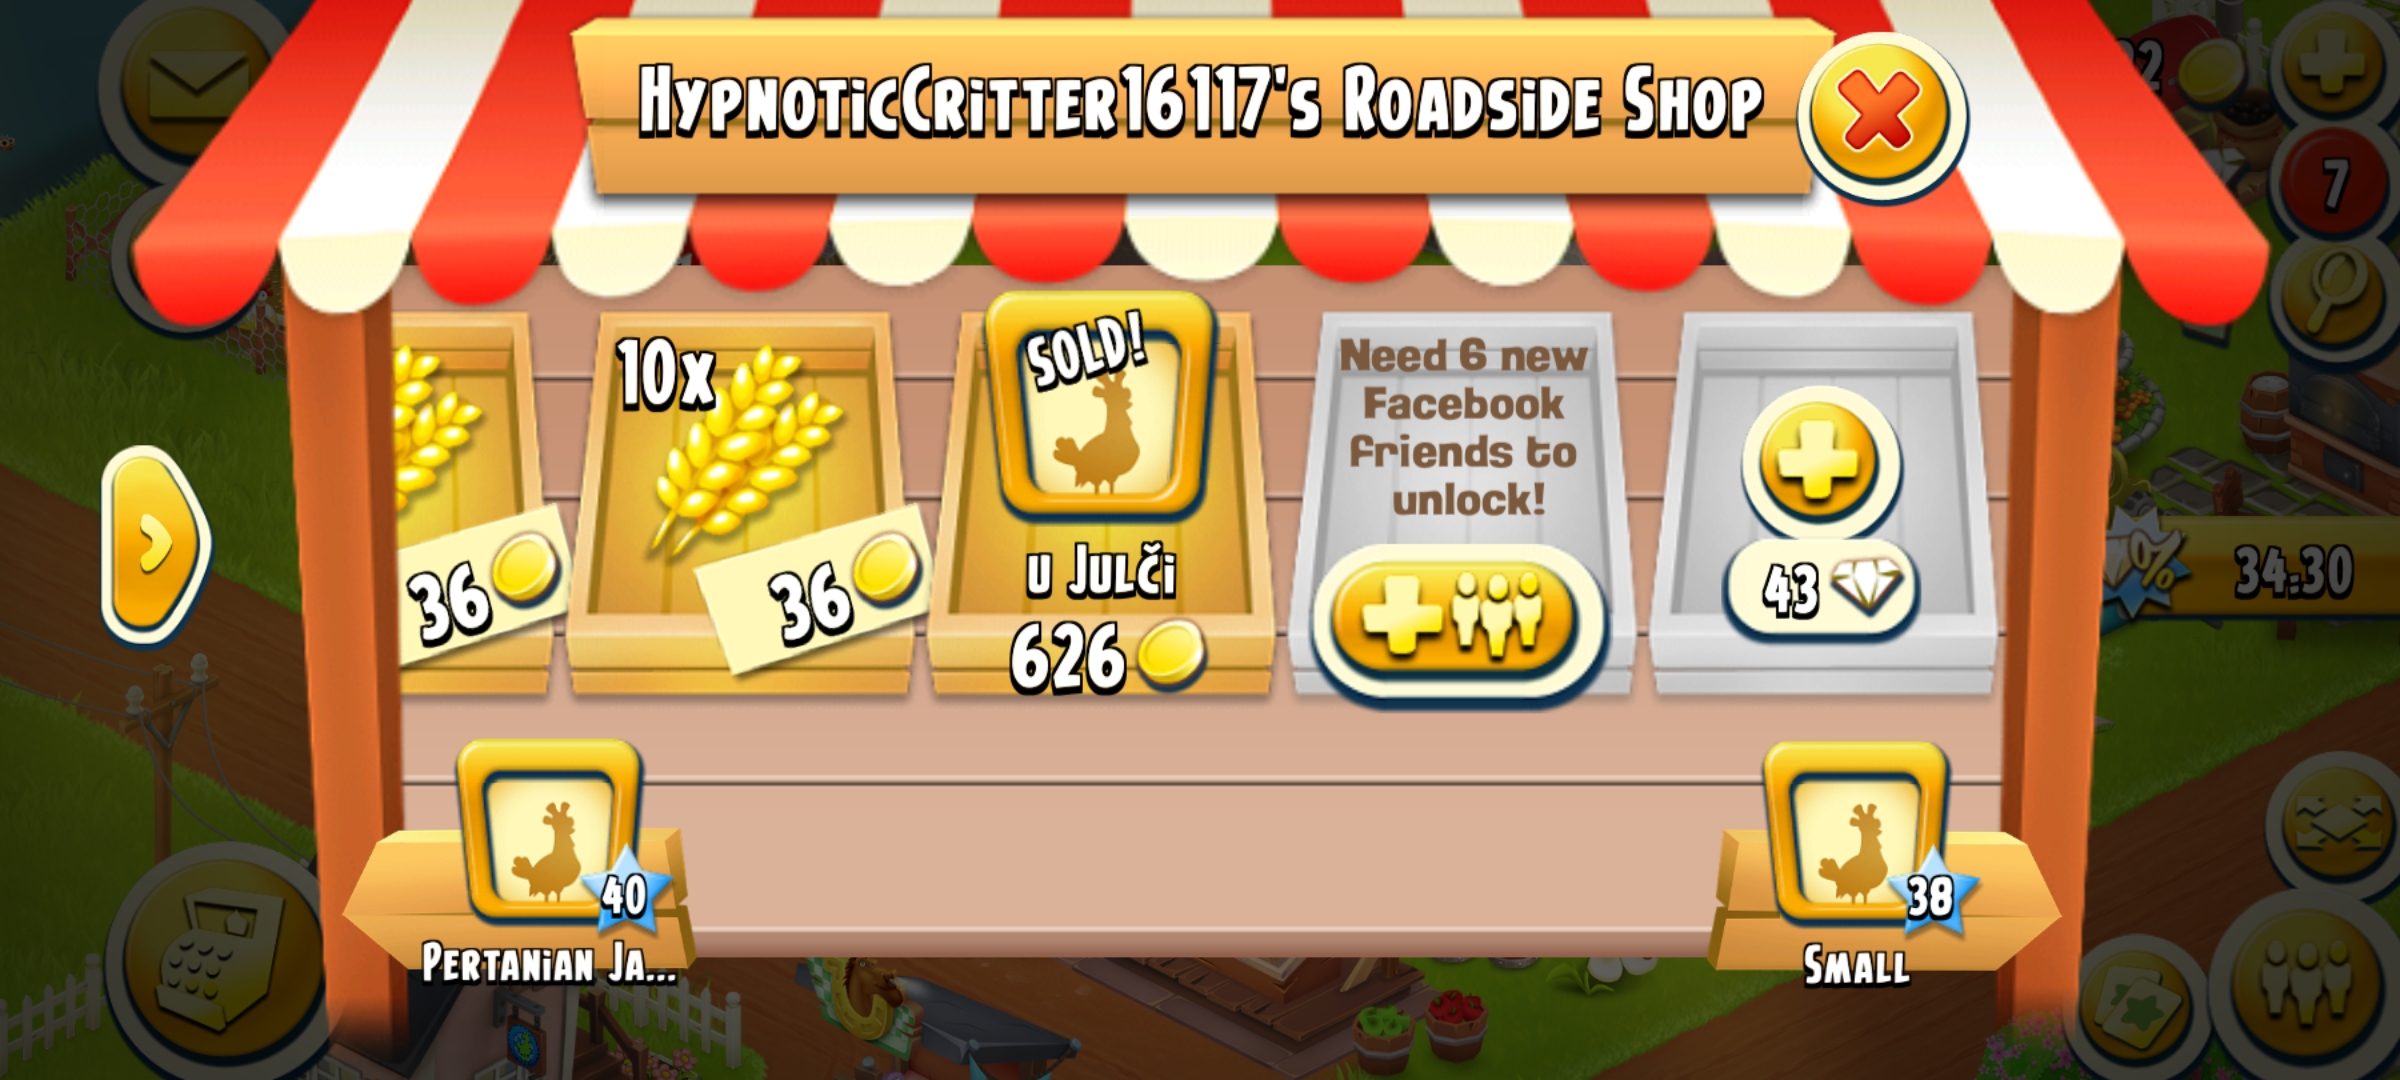 HypnoticCritter16117's Roadside Shop
7
10x
SOLD!
Need 6 new
Facebook
friends to
unlock!
36
36
u Julči
626
43
34:30
40
Pertanian Ja...
38
Small